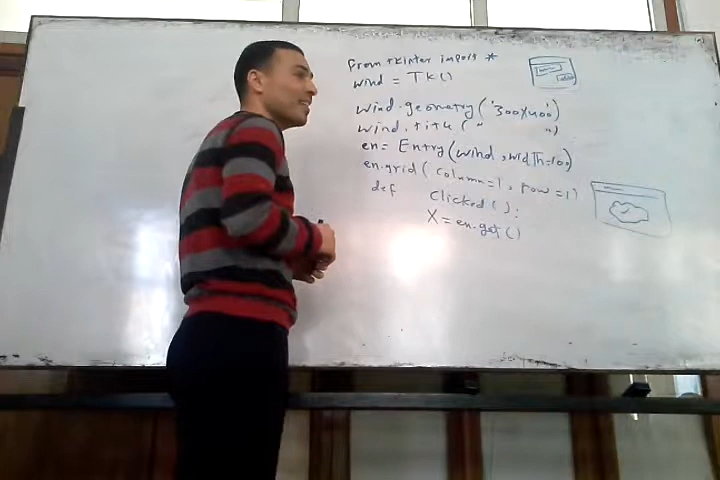 from tkinter import *
wind = Tk()
wind.geometry('300x400')
wind.title(" ")
en= Entry(wind, width=100)
en.grid( column=1, row=1)
def clicked():
X = en.get()